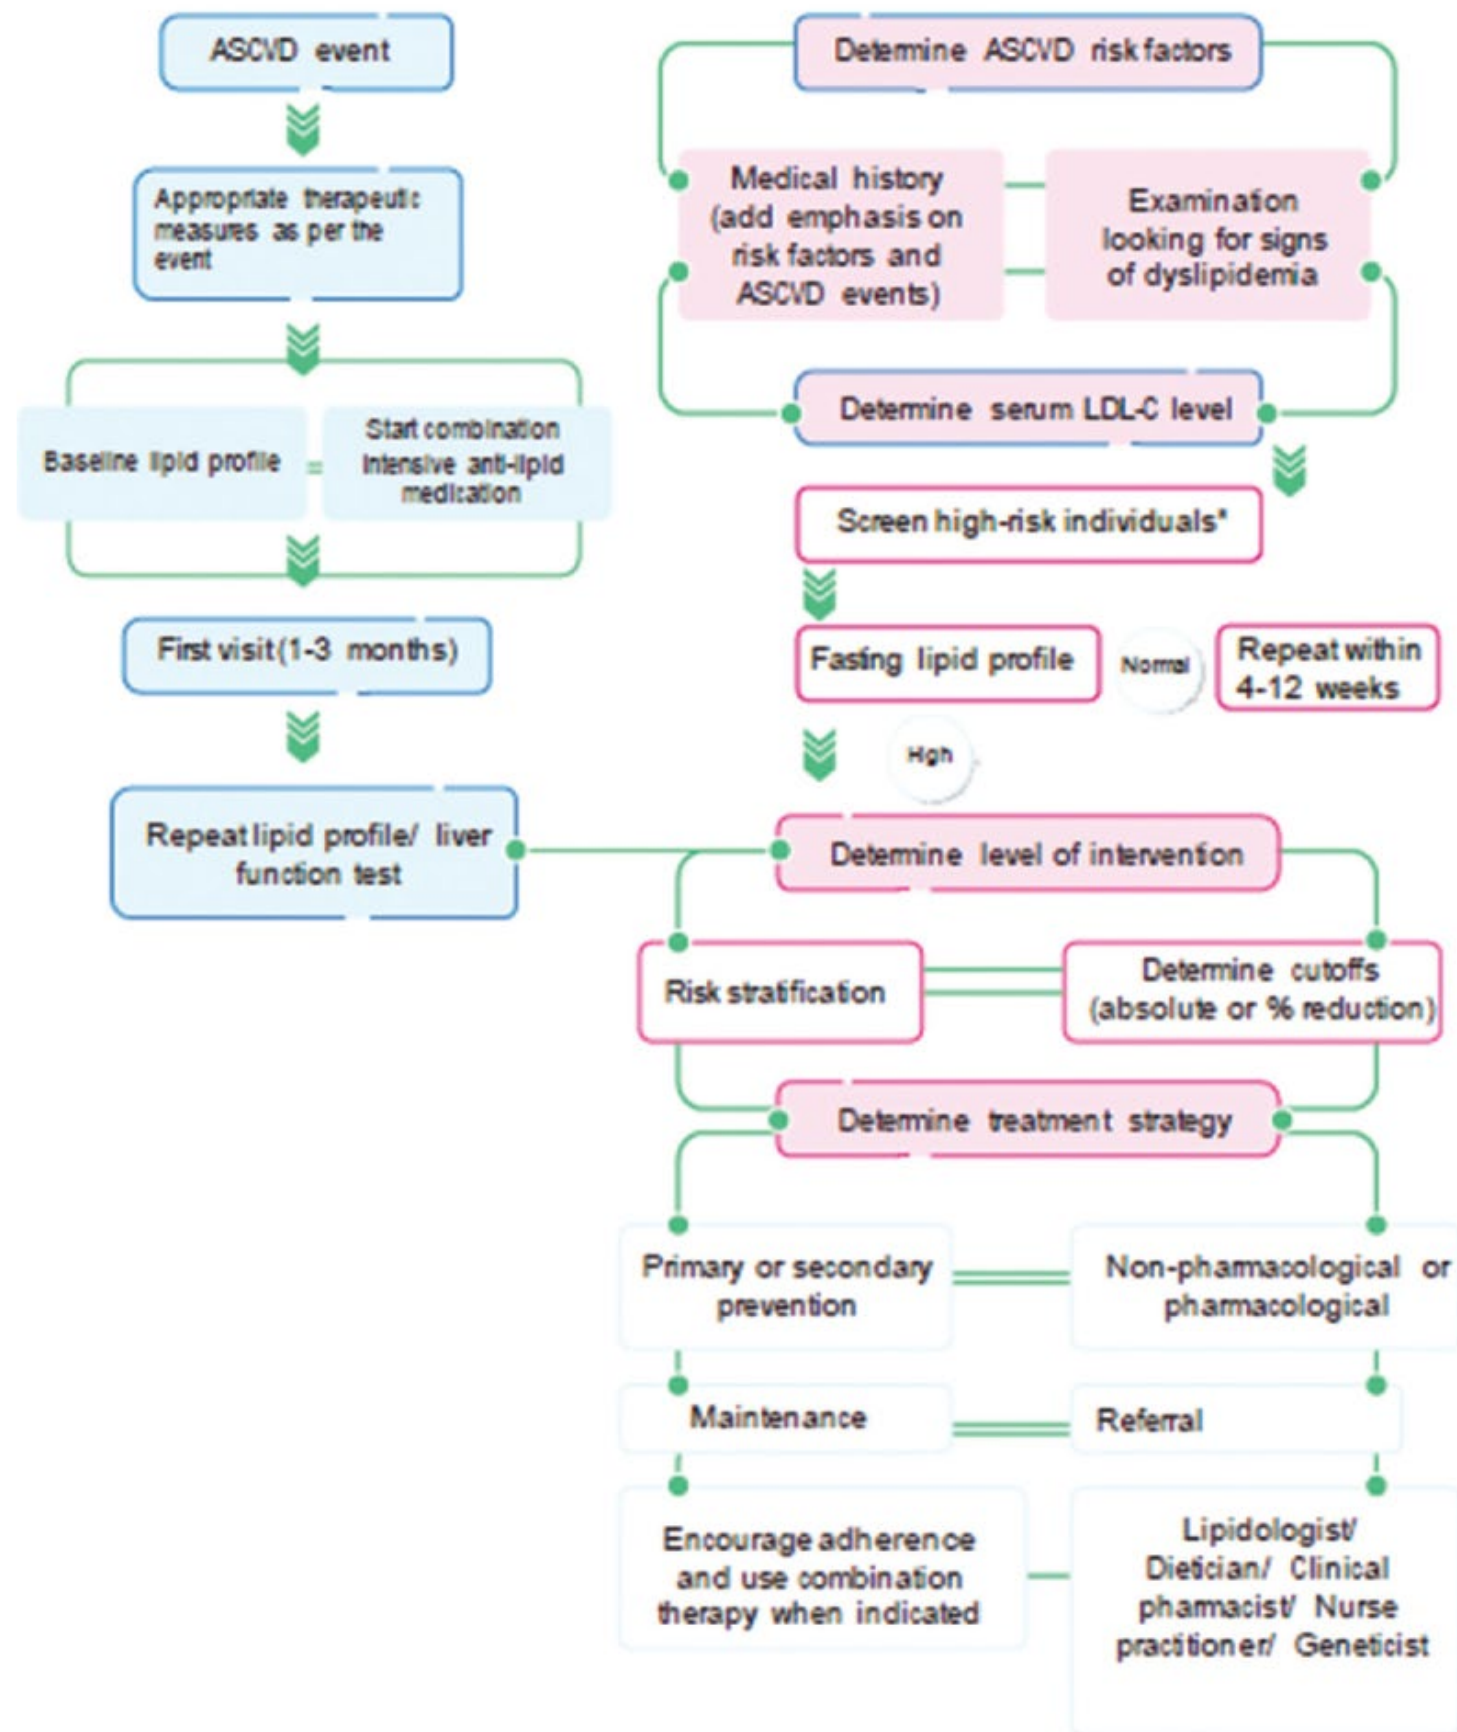 ASCVD event
Appropriate therapeutic
measures as per the
event
Baseline lipid profile
Start combination
intensive anti-lipid
medication
First visit (1-3 months)
Repeat lipid profile/ liver
function test
Determine ASCVD risk factors
Medical history
(add emphasis on
risk factors and
ASCVD events)
Examination
looking for signs
of dyslipidemia
Determine serum LDL-C level
Screen high-risk individuals*
Fasting lipid profile
Normal
Repeat within
4-12 weeks
High
Determine level of intervention
Risk stratification
Determine cutoffs
(absolute or % reduction)
Determine treatment strategy
Primary or secondary
prevention
Non-pharmacological or
pharmacological
Maintenance
Referral
Encourage adherence
and use combination
therapy when indicated
Lipidologist/
Dietician/ Clinical
pharmacist/ Nurse
practitioner/ Geneticist